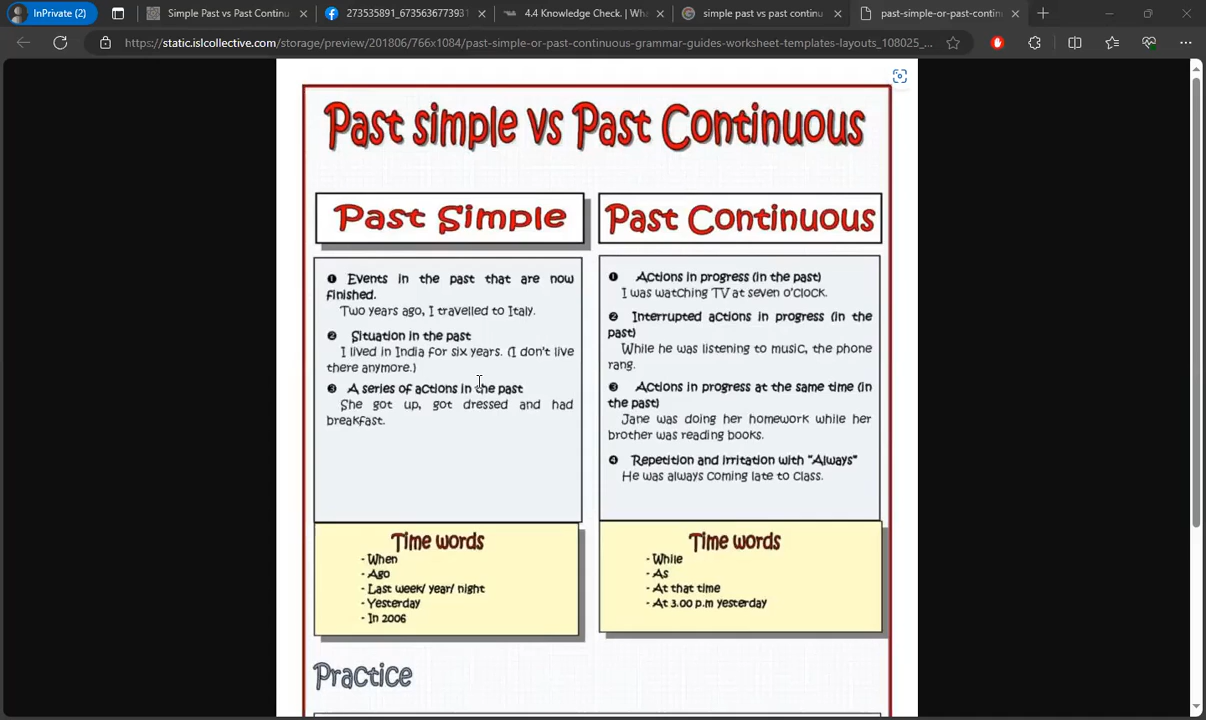 InPrivate (2)
Simple Past vs Past Continu
273535891_675636773931
4.4 Knowledge Check. | Wha
simple past vs past continu
past-simple-or-past-contin
https://static.islcollective.com/storage/preview/201806/766x1084/past-simple-or-past-continuous-grammar-guides-worksheet-templates-layouts_108025_...
Past simple vs Past Continuous
Past Simple
❶ Events in the past that are now
finished.
Two years ago, I travelled to Italy.
❷ Situation in the past
I lived in India for six years. (I don't live
there anymore.)
❸ A series of actions in the past
She got up, got dressed and had
breakfast.
Time words
- When
- Ago
- Last week/ year/ night
- Yesterday
- In 2006
Past Continuous
❶ Actions in progress (in the past)
I was watching TV at seven o'clock.
❷ Interrupted actions in progress (in the
past)
While he was listening to music, the phone
rang.
❸ Actions in progress at the same time (in
the past)
Jane was doing her homework while her
brother was reading books.
❹ Repetition and irritation with "Always"
He was always coming late to class.
Time words
- While
- As
- At that time
- At 3.00 p.m yesterday
Practice